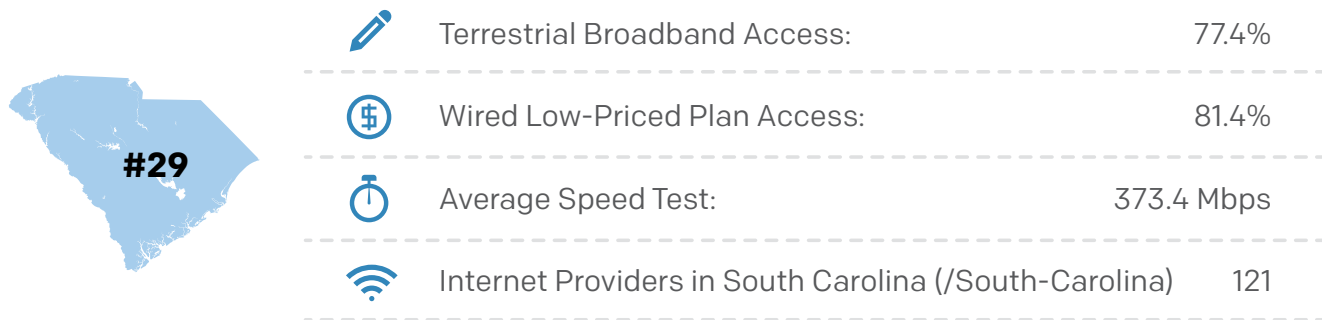 Terrestrial Broadband Access: 77.4%
Wired Low-Priced Plan Access: 81.4%
#29
Average Speed Test: 373.4 Mbps
Internet Providers in South Carolina (/South-Carolina) 121